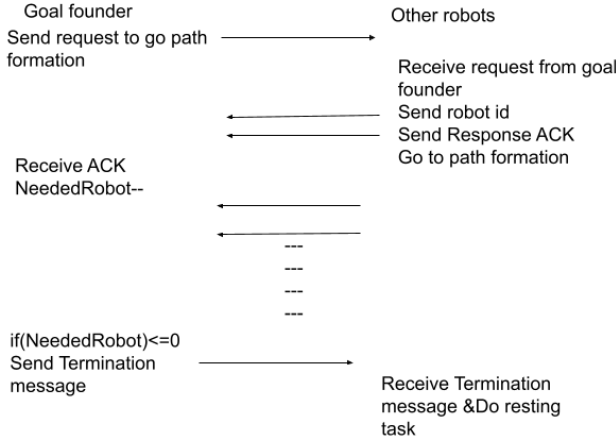 Goal founder
Other robots
Send request to go path
formation
Receive request from goal
founder
Send robot id
Send Response ACK
Go to path formation
Receive ACK
NeededRobot--
---
---
---
---
if(NeededRobot)<=0
Send Termination
message
Receive Termination
message &Do resting
task